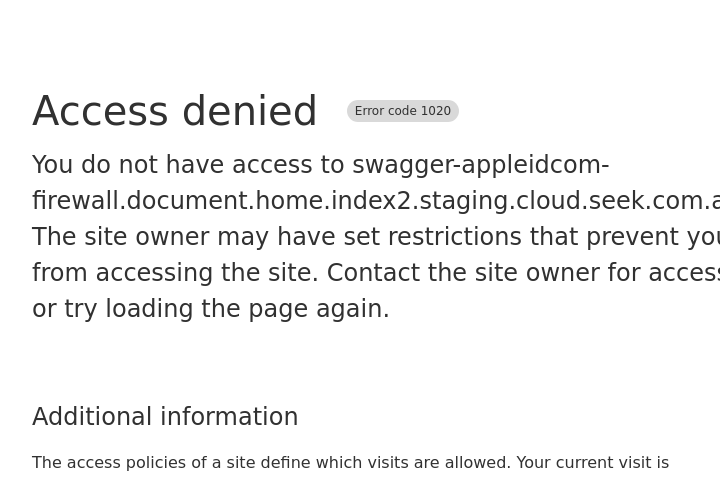 Access denied Error code 1020
You do not have access to swagger-appleidcom-
firewall.document.home.index2.staging.cloud.seek.com.a
The site owner may have set restrictions that prevent you
from accessing the site. Contact the site owner for access
or try loading the page again.
Additional information
The access policies of a site define which visits are allowed. Your current visit is